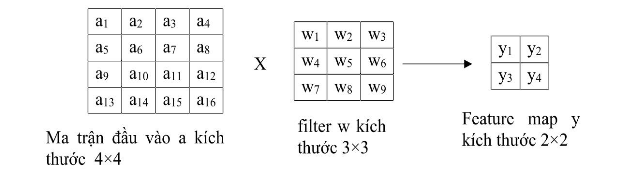 a1 a2 a3 a4
a5 a6 a7 a8
a9 a10 a11 a12
a13 a14 a15 a16
X
w1 w2 w3
w4 w5 w6
w7 w8 w9
y1 y2
y3 y4
Ma trận đầu vào a kích
thước 4×4
filter w kích
thước 3×3
Feature map y
kích thước 2×2